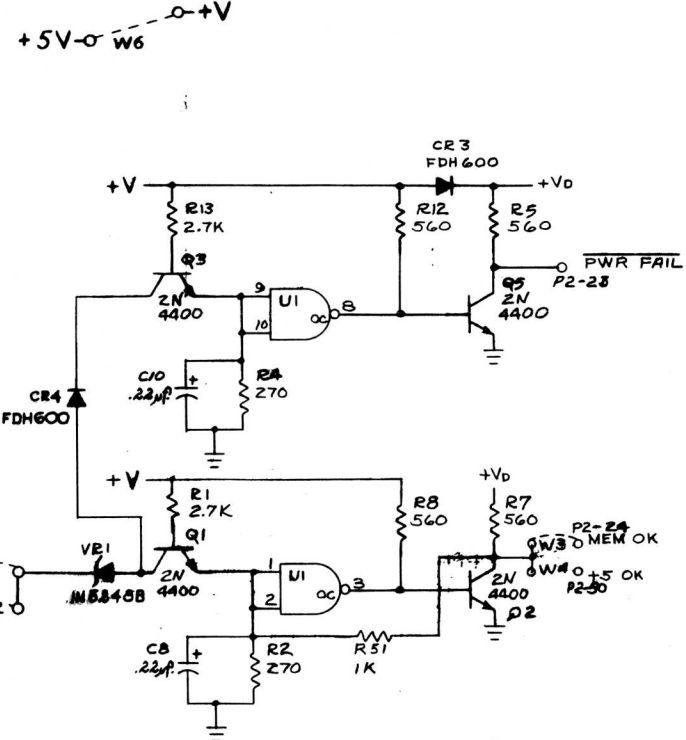 +V
+5V W6
CR3
FDH600
+V
+VD
R13
2.7K
R12
560
R5
560
Q3
PWR FAIL
P2-23
2N
4400
9
10
U1
OC
8
Q5
2N
4400
C10
+
.22µf.
R4
270
CR4
FDH600
+V
+VD
R1
2.7K
R8
560
R7
560
Q1
P2-24
W3 MEM OK
VR1
W4 +5 OK
P2-30
2N
4400
1
2
U1
OC
3
2N
4400
Q2
C8
+
.22µf.
R2
270
R51
1K